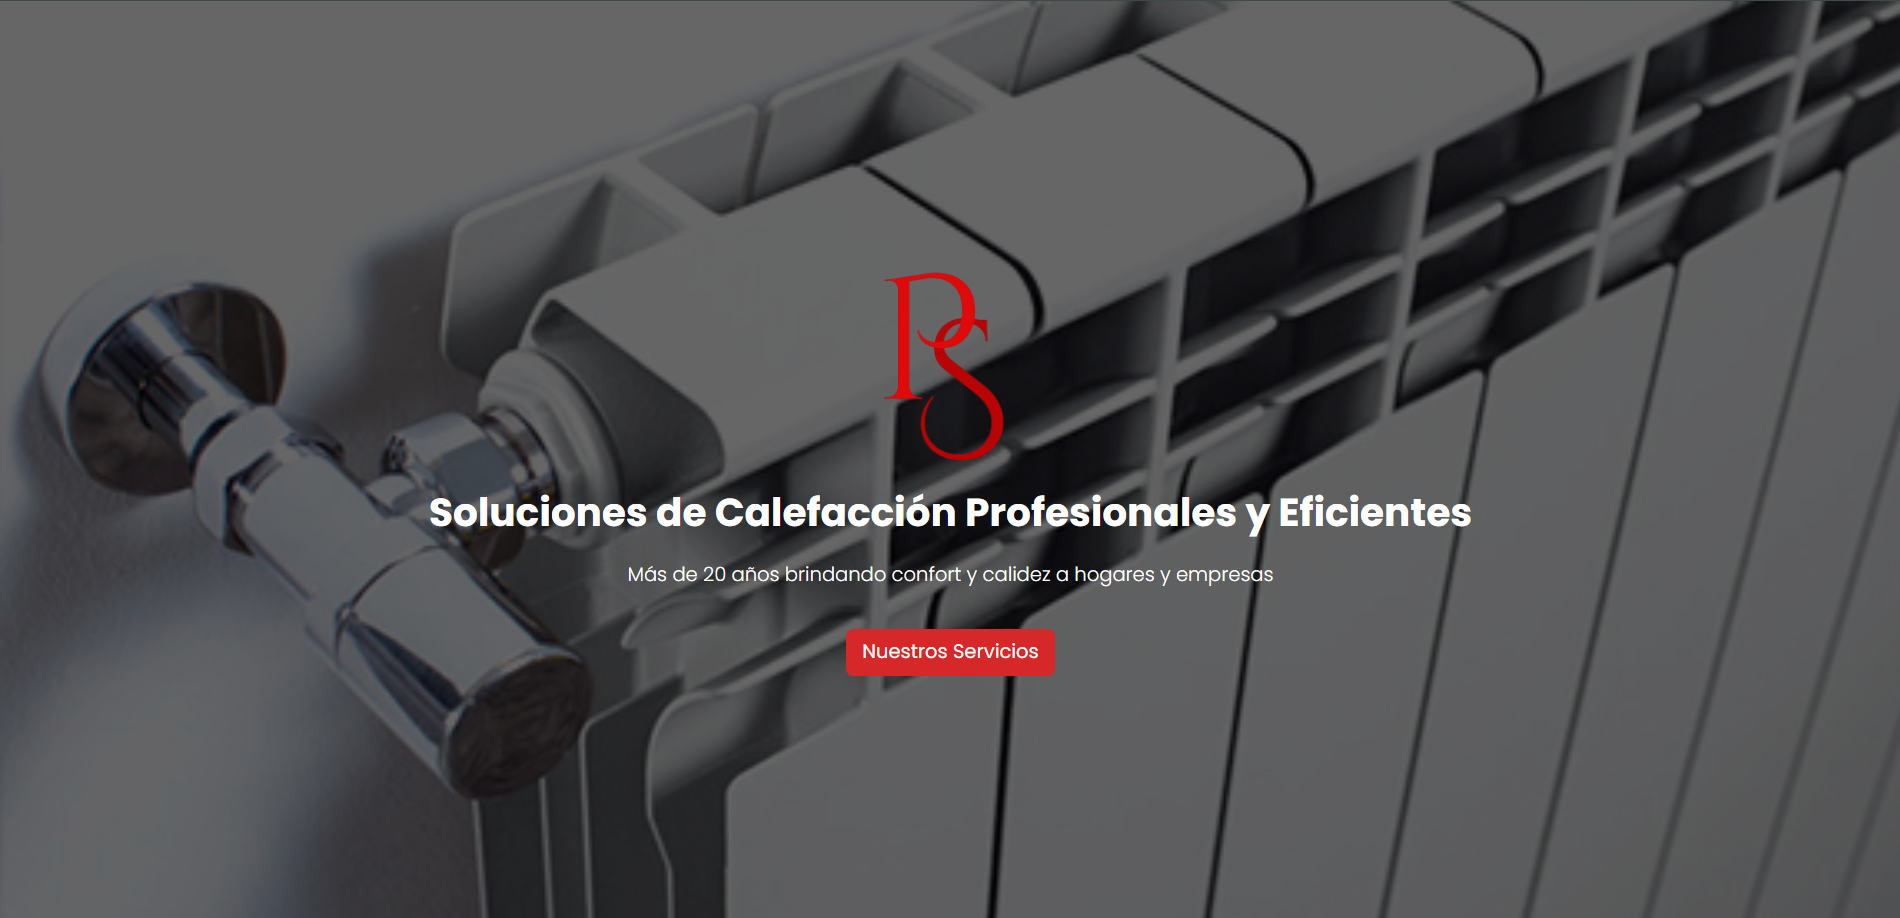 PS
Soluciones de Calefacción Profesionales y Eficientes
Más de 20 años brindando confort y calidez a hogares y empresas
Nuestros Servicios